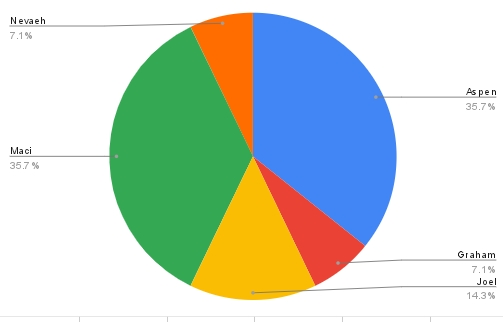 Nevaeh
7.1%
Aspen
35.7%
Maci
35.7%
Graham
7.1%
Joel
14.3%